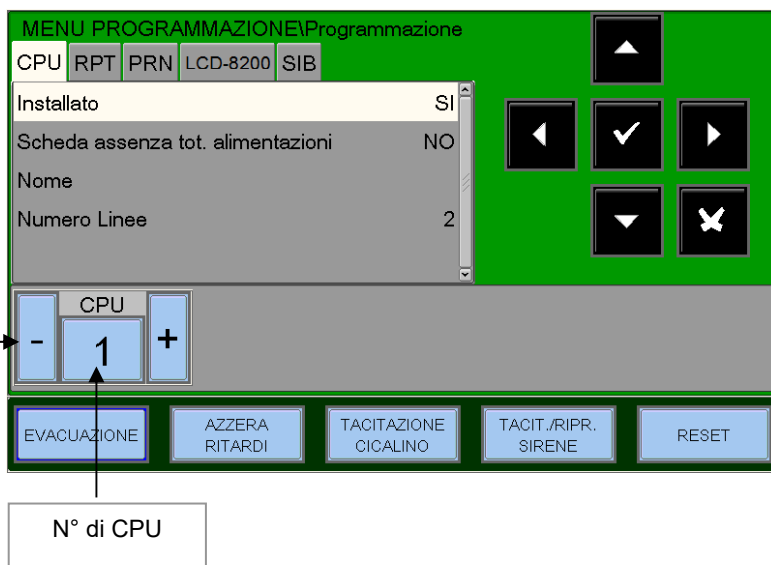 MENU PROGRAMMAZIONE\Programmazione
CPU RPT PRN LCD-8200 SIB
Installato SI
Scheda assenza tot. alimentazioni NO
Nome
Numero Linee 2
CPU
- 1 +
EVACUAZIONE
AZZERA
RITARDI
TACITAZIONE
CICALINO
TACIT./RIPR.
SIRENE
RESET
N° di CPU